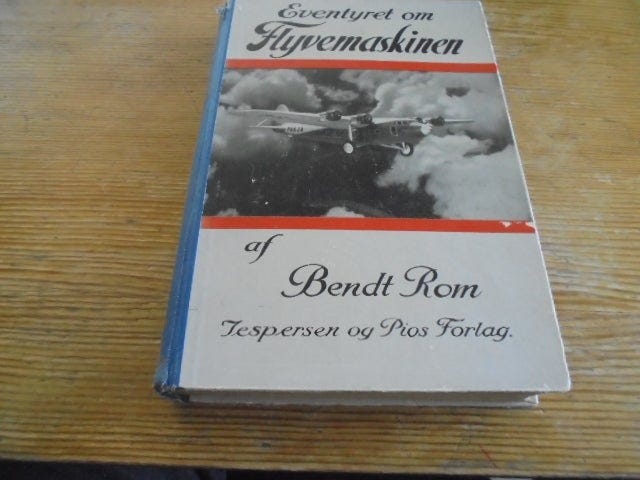 Eventyret om
Flyvemaskinen
af
Bendt Rom
Jespersen og Pios Forlag.